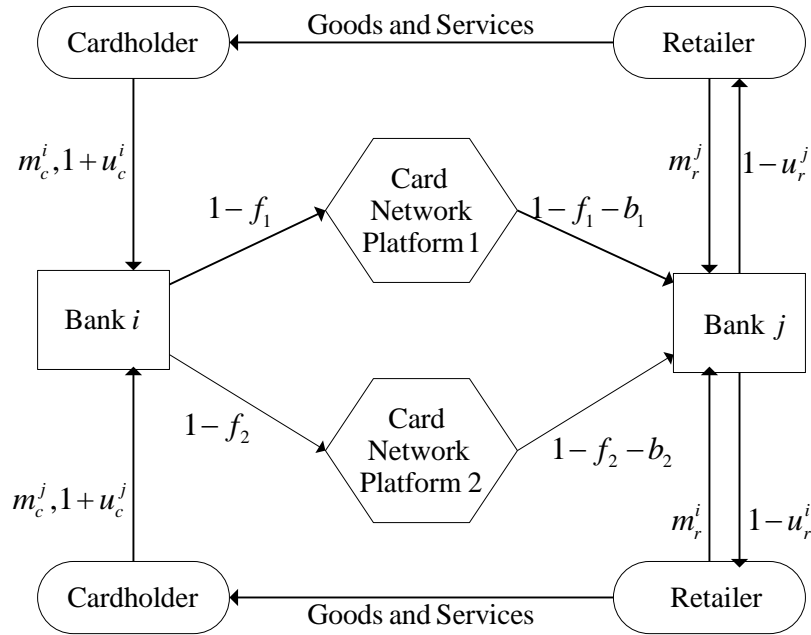 Goods and Services
Cardholder
Retailer
m_c^i, 1 + u_c^i
m_r^j
1 − u_r^j
Card
Network
Platform 1
1 − f_1
1 − f_1 − b_1
Bank i
Bank j
Card
Network
Platform 2
1 − f_2
1 − f_2 − b_2
m_c^j, 1 + u_c^j
m_r^i
1 − u_r^i
Cardholder
Retailer
Goods and Services